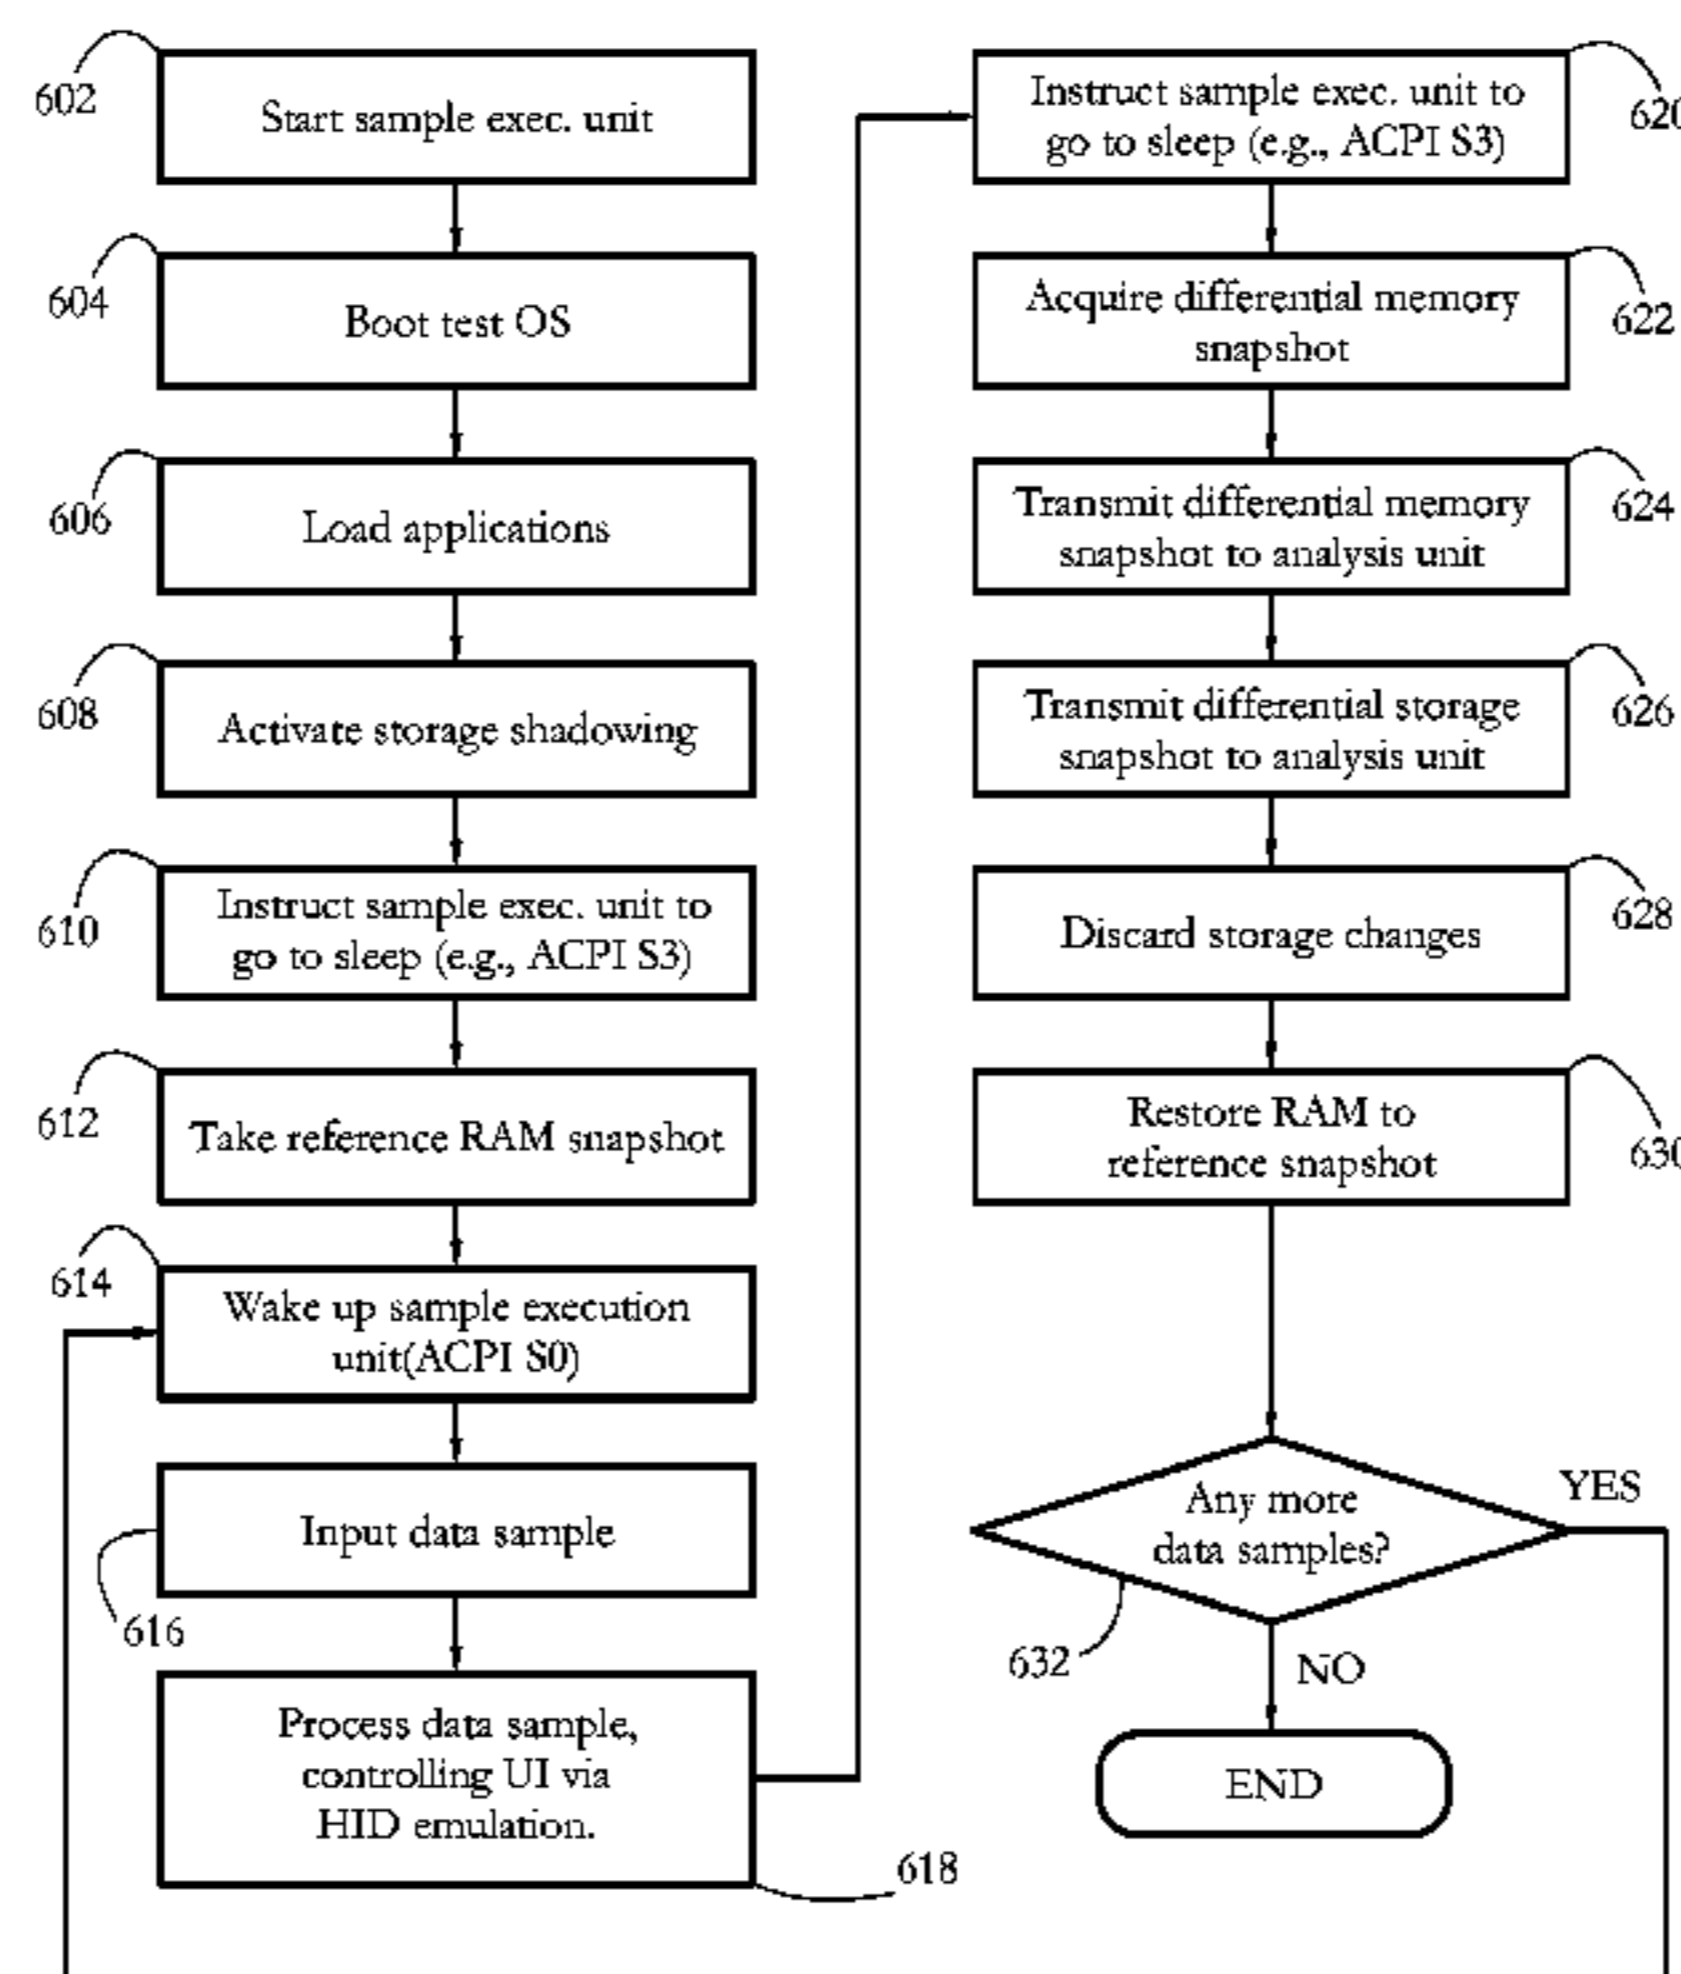 602
Start sample exec. unit
604
Boot test OS
606
Load applications
608
Activate storage shadowing
610
Instruct sample exec. unit to
go to sleep (e.g., ACPI S3)
612
Take reference RAM snapshot
614
Wake up sample execution
unit(ACPI S0)
Input data sample
616
Process data sample,
controlling UI via
HID emulation.
618
Instruct sample exec. unit to
go to sleep (e.g., ACPI S3)
620
Acquire differential memory
snapshot
622
Transmit differential memory
snapshot to analysis unit
624
Transmit differential storage
snapshot to analysis unit
626
Discard storage changes
628
Restore RAM to
reference snapshot
630
Any more
data samples?
YES
632
NO
END